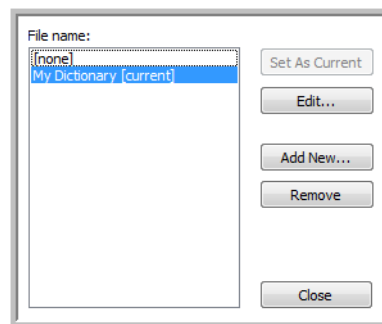 File name:
[none]
My Dictionary [current]
Set As Current
Edit...
Add New...
Remove
Close